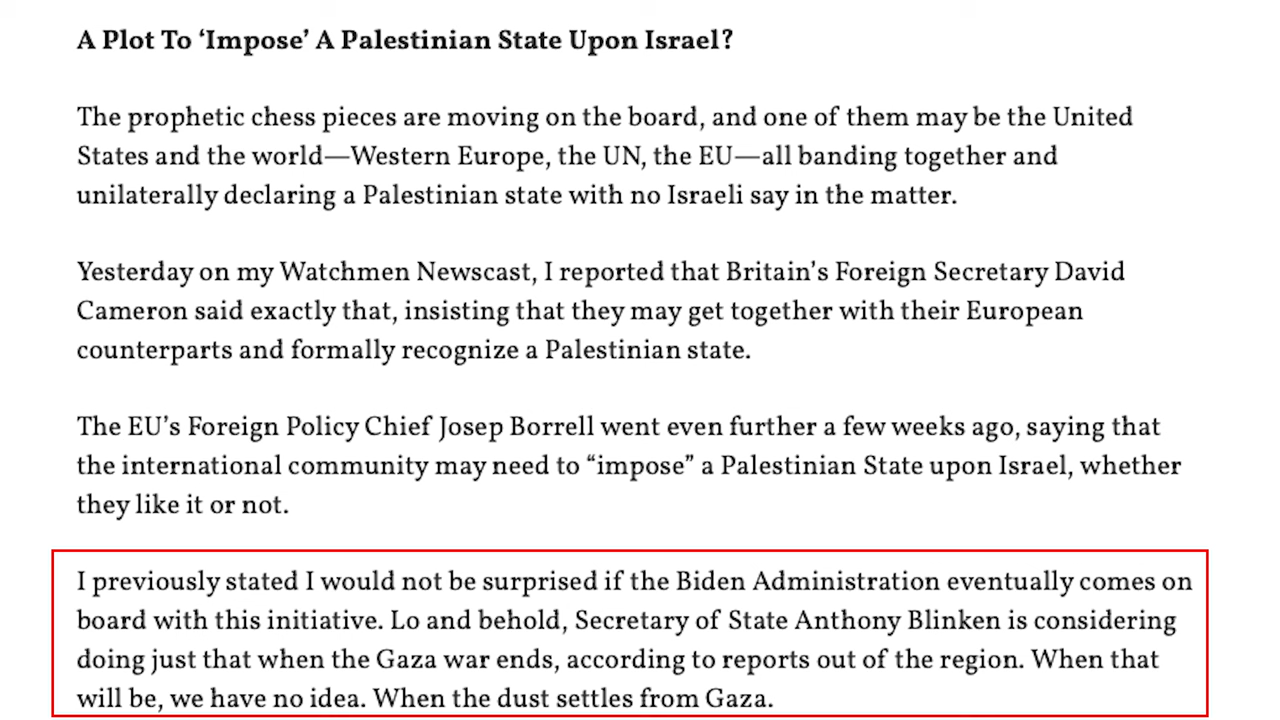 A Plot To ‘Impose’ A Palestinian State Upon Israel?
The prophetic chess pieces are moving on the board, and one of them may be the United
States and the world—Western Europe, the UN, the EU—all banding together and
unilaterally declaring a Palestinian state with no Israeli say in the matter.
Yesterday on my Watchmen Newscast, I reported that Britain’s Foreign Secretary David
Cameron said exactly that, insisting that they may get together with their European
counterparts and formally recognize a Palestinian state.
The EU’s Foreign Policy Chief Josep Borrell went even further a few weeks ago, saying that
the international community may need to “impose” a Palestinian State upon Israel, whether
they like it or not.
I previously stated I would not be surprised if the Biden Administration eventually comes on
board with this initiative. Lo and behold, Secretary of State Anthony Blinken is considering
doing just that when the Gaza war ends, according to reports out of the region. When that
will be, we have no idea. When the dust settles from Gaza.